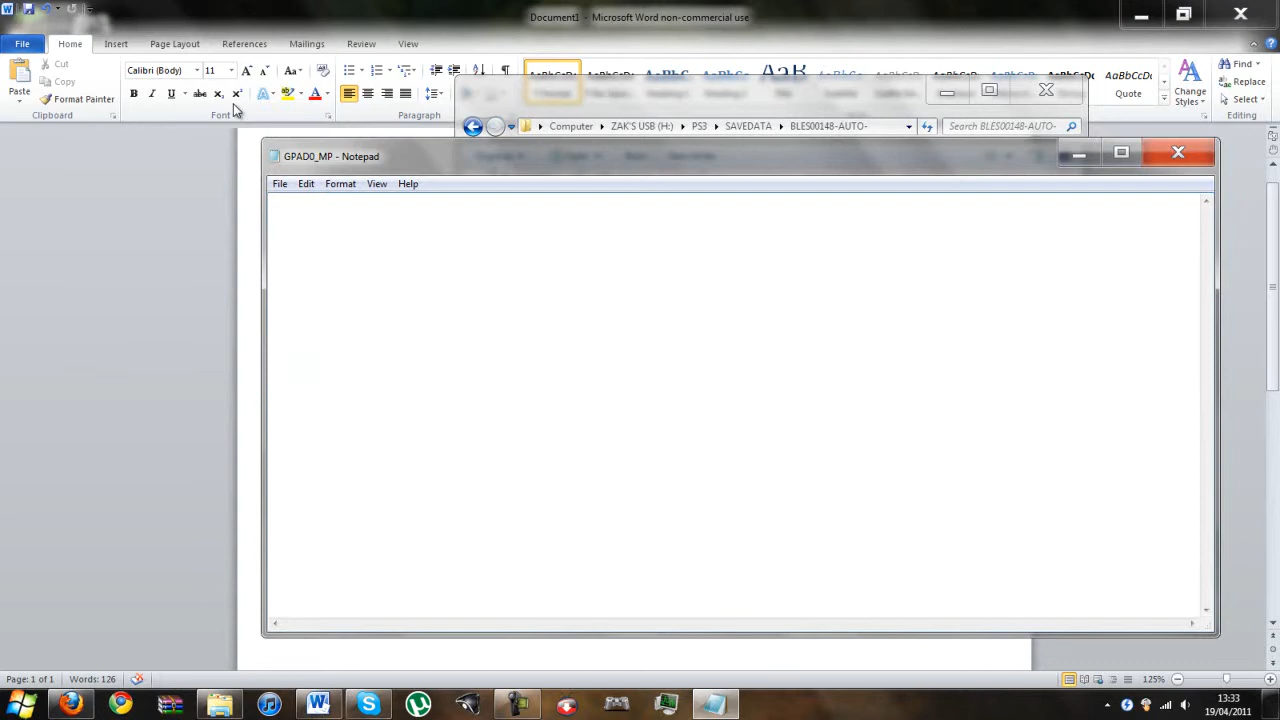 Document1 - Microsoft Word non-commercial use
File Home Insert Page Layout References Mailings Review View
Cut
Copy
Format Painter
Paste
Calibri (Body) 11
Quote
Change
Styles
Find
Replace
Select
Clipboard Font Paragraph Editing
Computer ZAK'S USB (H:) PS3 SAVEDATA BLES00148-AUTO- Search BLES00148-AUTO-
GPAD0_MP - Notepad
File Edit Format View Help
Page: 1 of 1 Words: 126 125%
13:33
19/04/2011